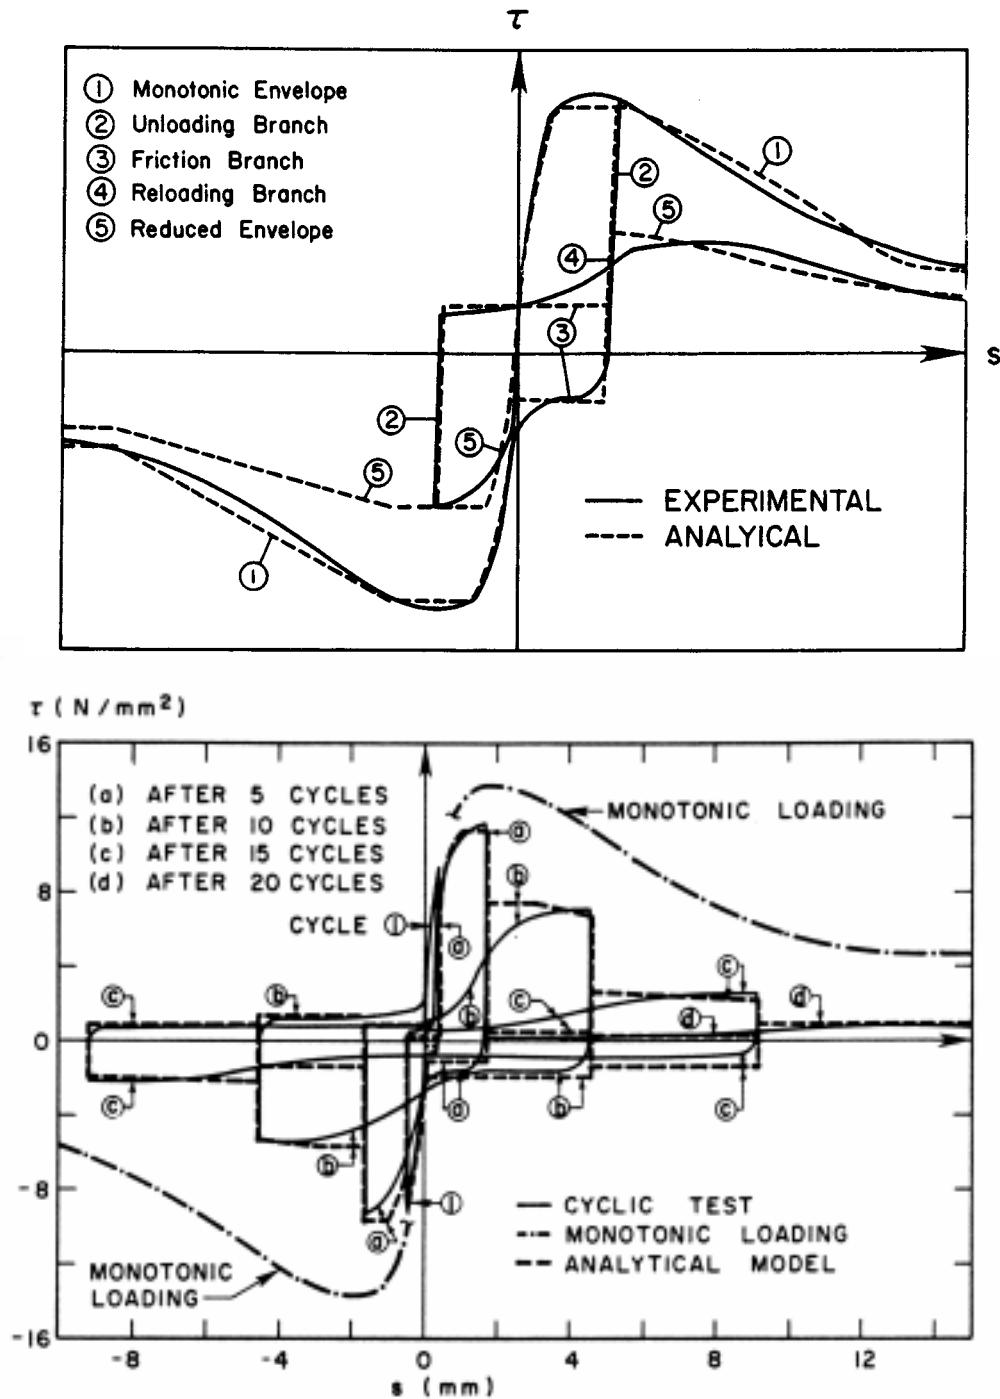 τ
① Monotonic Envelope
② Unloading Branch
③ Friction Branch
④ Reloading Branch
⑤ Reduced Envelope
①
②
⑤
④
③
s
②
⑤
⑤
①
EXPERIMENTAL
ANALYICAL
τ ( N / mm² )
16
(a) AFTER 5 CYCLES
(b) AFTER 10 CYCLES
(c) AFTER 15 CYCLES
(d) AFTER 20 CYCLES
MONOTONIC LOADING
ⓐ
ⓑ
8
CYCLE ①
ⓐ
ⓒ
ⓑ
ⓒ
ⓑ
ⓒ
ⓓ
ⓓ
0
ⓒ
ⓐ
ⓑ
ⓒ
ⓑ
-8
①
ⓐ
CYCLIC TEST
MONOTONIC LOADING
ANALYTICAL MODEL
MONOTONIC
LOADING
-16
-8 -4 0 4 8 12
s ( mm )